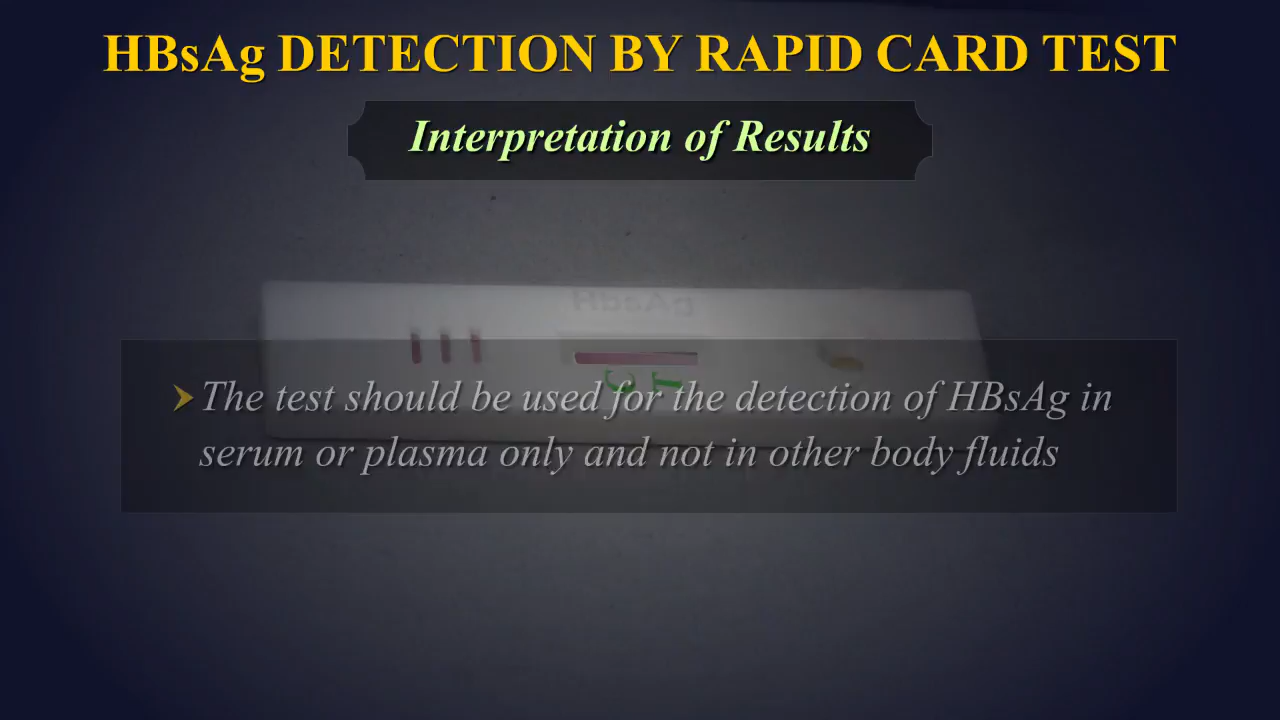 HBsAg DETECTION BY RAPID CARD TEST
Interpretation of Results
HbsAg
C T
The test should be used for the detection of HBsAg in
serum or plasma only and not in other body fluids